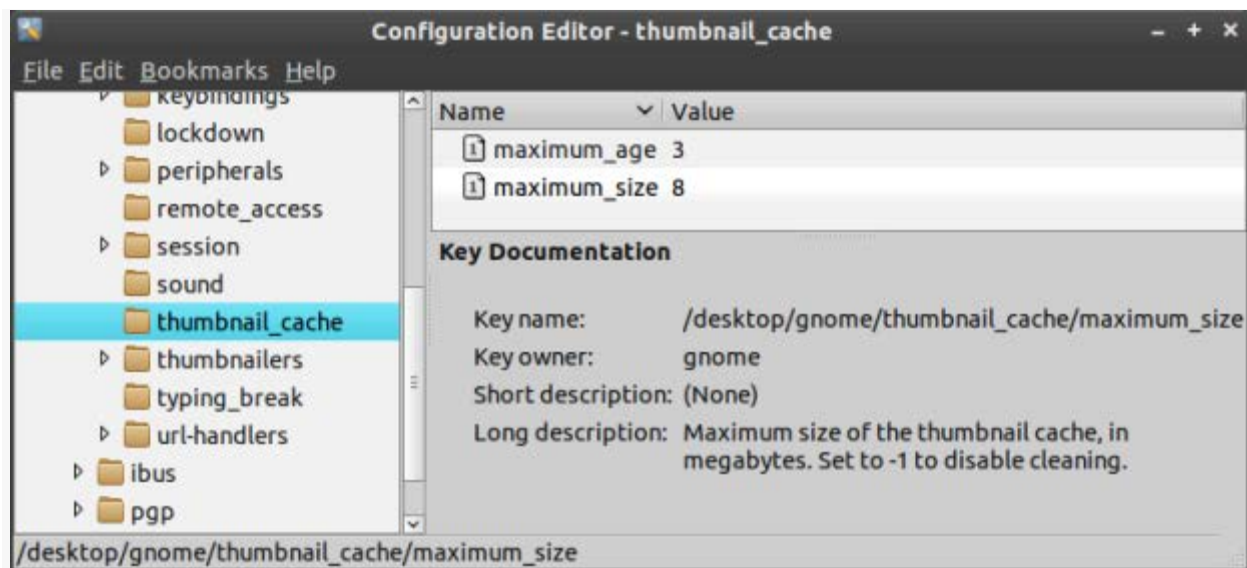 Configuration Editor - thumbnail_cache
File Edit Bookmarks Help
keybindings
lockdown
peripherals
remote_access
session
sound
thumbnail_cache
thumbnailers
typing_break
url-handlers
ibus
pgp
Name Value
maximum_age 3
maximum_size 8
Key Documentation
Key name: /desktop/gnome/thumbnail_cache/maximum_size
Key owner: gnome
Short description: (None)
Long description: Maximum size of the thumbnail cache, in
megabytes. Set to -1 to disable cleaning.
/desktop/gnome/thumbnail_cache/maximum_size